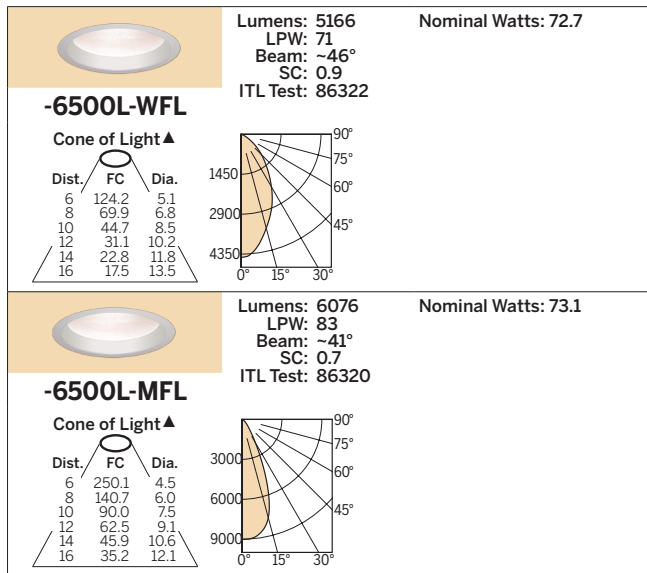 Lumens: 5166
LPW: 71
Beam: ~46°
SC: 0.9
ITL Test: 86322
Nominal Watts: 72.7
-6500L-WFL
Cone of Light▲
Dist. FC Dia.
6 124.2 5.1
8 69.9 6.8
10 44.7 8.5
12 31.1 10.2
14 22.8 11.8
16 17.5 13.5
90°
75°
60°
45°
1450
2900
4350
0° 15° 30°
Lumens: 6076
LPW: 83
Beam: ~41°
SC: 0.7
ITL Test: 86320
Nominal Watts: 73.1
-6500L-MFL
Cone of Light▲
Dist. FC Dia.
6 250.1 4.5
8 140.7 6.0
10 90.0 7.5
12 62.5 9.1
14 45.9 10.6
16 35.2 12.1
90°
75°
60°
45°
3000
6000
9000
0° 15° 30°